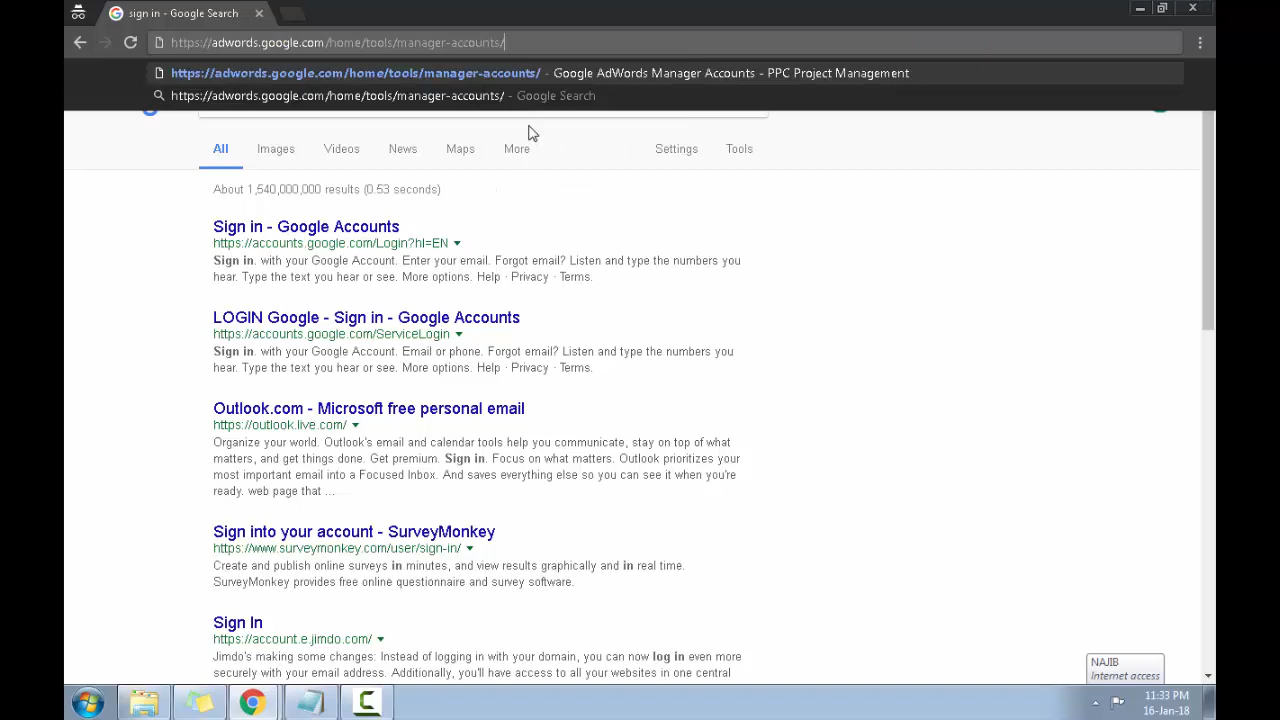 sign in - Google Search
https://adwords.google.com/home/tools/manager-accounts/
https://adwords.google.com/home/tools/manager-accounts/ - Google AdWords Manager Accounts - PPC Project Management
https://adwords.google.com/home/tools/manager-accounts/ - Google Search
All Images Videos News Maps More Settings Tools
About 1,540,000,000 results (0.53 seconds)
Sign in - Google Accounts
https://accounts.google.com/Login?hl=EN
Sign in. with your Google Account. Enter your email. Forgot email? Listen and type the numbers you
hear. Type the text you hear or see. More options. Help · Privacy · Terms.
LOGIN Google - Sign in - Google Accounts
https://accounts.google.com/ServiceLogin
Sign in. with your Google Account. Email or phone. Forgot email? Listen and type the numbers you
hear. Type the text you hear or see. More options. Help · Privacy · Terms.
Outlook.com - Microsoft free personal email
https://outlook.live.com/
Organize your world. Outlook's email and calendar tools help you communicate, stay on top of what
matters, and get things done. Get premium. Sign in. Focus on what matters. Outlook prioritizes your
most important email into a Focused Inbox. And saves everything else so you can see it when you're
ready. web page that ...
Sign into your account - SurveyMonkey
https://www.surveymonkey.com/user/sign-in/
Create and publish online surveys in minutes, and view results graphically and in real time.
SurveyMonkey provides free online questionnaire and survey software.
Sign In
https://account.e.jimdo.com/
Jimdo's making some changes: Instead of logging in with your domain, you can now log in even more
securely with your email address. Additionally, you'll have access to all your websites in one central
NAJIB
Internet access
11:33 PM
16-Jan-18